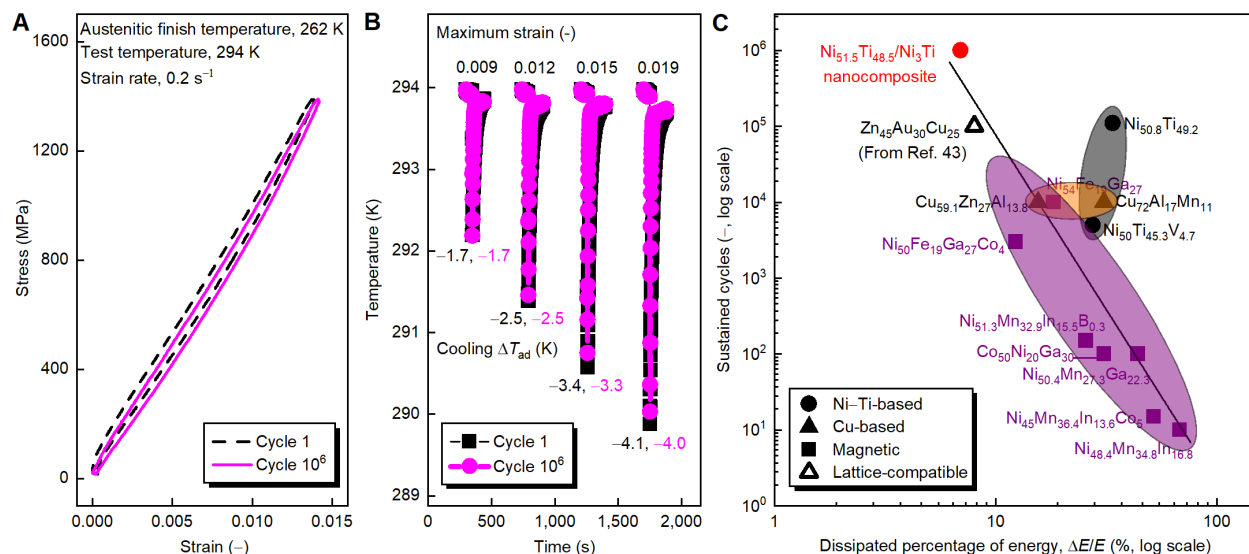 A
Austenitic finish temperature, 262 K
Test temperature, 294 K
Strain rate, 0.2 s⁻¹
1600
1200
800
400
0
Stress (MPa)
0.000
0.005
0.010
0.015
Strain (–)
Cycle 1
Cycle 10⁶
B
Maximum strain (-)
0.009
0.012
0.015
0.019
294
293
292
291
290
289
Temperature (K)
−1.7, −1.7
−2.5, −2.5
Cooling ΔT_ad (K)
−3.4, −3.3
−4.1, −4.0
Cycle 1
Cycle 10⁶
0
500
1,000
1,500
2,000
Time (s)
C
10⁶
10⁵
10⁴
10³
10²
10¹
10⁰
Sustained cycles (−, log scale)
Ni₅₁.₅Ti₄₈.₅/Ni₃Ti
nanocomposite
Zn₄₅Au₃₀Cu₂₅
(From Ref. 43)
Ni₅₀.₈Ti₄₉.₂
Ni₅₄Fe₁₉Ga₂₇
Cu₅₉.₁Zn₂₇Al₁₃.₈
Cu₇₂Al₁₇Mn₁₁
Ni₅₀Ti₄₅.₃V₄.₇
Ni₅₀Fe₁₉Ga₂₇Co₄
Ni₅₁.₃Mn₃₂.₉In₁₅.₅B₀.₃
Co₅₀Ni₂₀Ga₃₀
Ni₅₀.₄Mn₂₇.₃Ga₂₂.₃
Ni₄₅Mn₃₆.₄In₁₃.₆Co₅
Ni₄₈.₄Mn₃₄.₈In₁₆.₈
Ni–Ti-based
Cu-based
Magnetic
Lattice-compatible
1
10
100
Dissipated percentage of energy, ΔE/E (%, log scale)